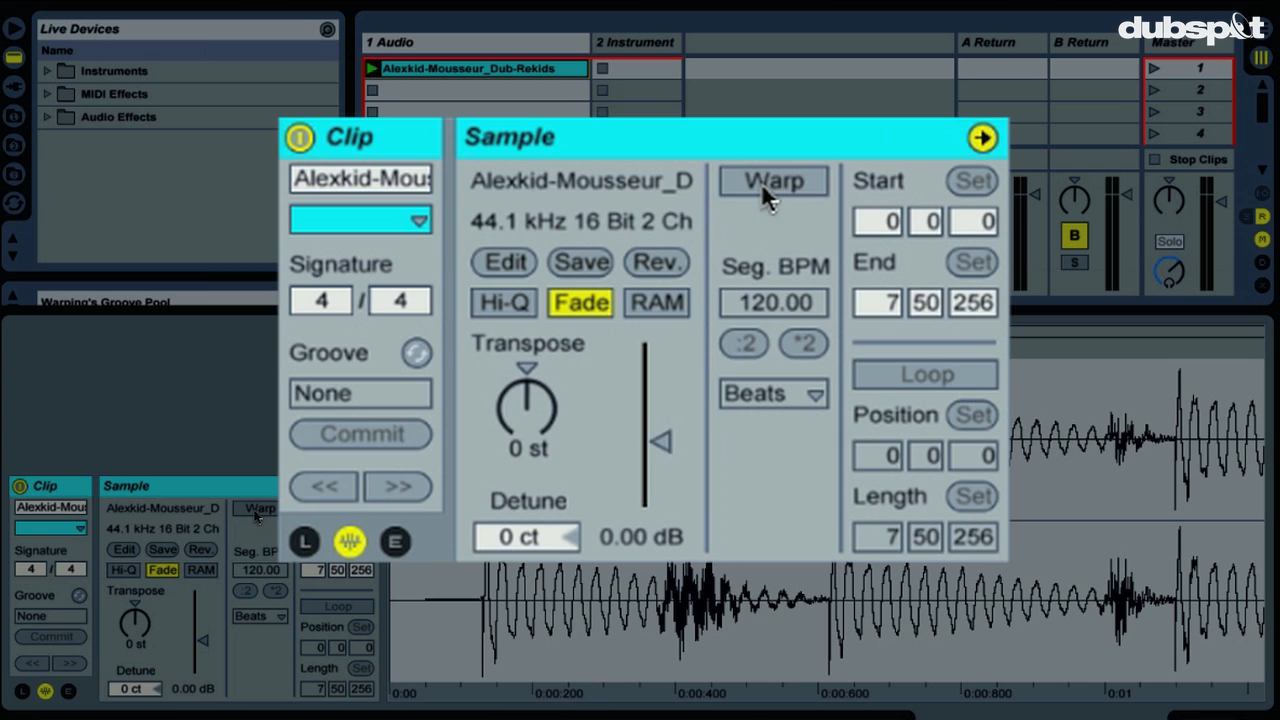 dubspot
Live Devices
Name
Instruments
MIDI Effects
Audio Effects
1 Audio
2 Instrument
A Return
B Return
Master
Alexkid-Mousseur_Dub-Rekids
1
2
3
4
Stop Clips
Solo
B
S
R
M
Warping's Groove Pool
Clip
Alexkid-Mous
Signature
4 / 4
Groove
None
Commit
<< >>
L E
Sample
Alexkid-Mousseur_D
44.1 kHz 16 Bit 2 Ch
Edit Save Rev.
Hi-Q Fade RAM
Transpose
0 st
Detune
0 ct 0.00 dB
Warp
Seg. BPM
120.00
:2 *2
Beats
Start Set
0 0 0
End Set
7 50 256
Loop
Position Set
0 0 0
Length Set
7 50 256
Clip
Alexkid-Mous
Signature
4 / 4
Groove
None
Commit
<< >>
L E
Sample
Alexkid-Mousseur_D
44.1 kHz 16 Bit 2 Ch
Edit Save Rev.
Hi-Q Fade RAM
Transpose
0 st
Detune
0 ct 0.00 dB
Warp
Seg. BP
120.00
:2 *2
Beats
7 50 256
Loop
Position Set
0 0 0
Length Set
7 50 256
0:00 0:00:200 0:00:400 0:00:600 0:00:800 0:01